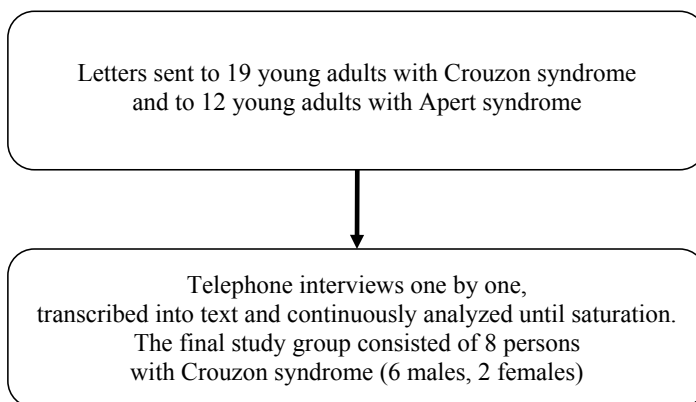 Letters sent to 19 young adults with Crouzon syndrome
and to 12 young adults with Apert syndrome
Telephone interviews one by one,
transcribed into text and continuously analyzed until saturation.
The final study group consisted of 8 persons
with Crouzon syndrome (6 males, 2 females)